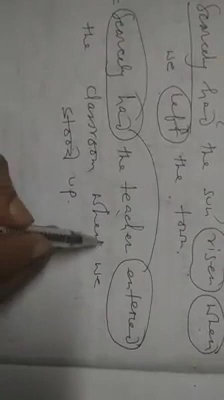 Scarcely had the sun risen when
we left the town.
= Scarcely had the teacher entered
the classroom when we
stood up.